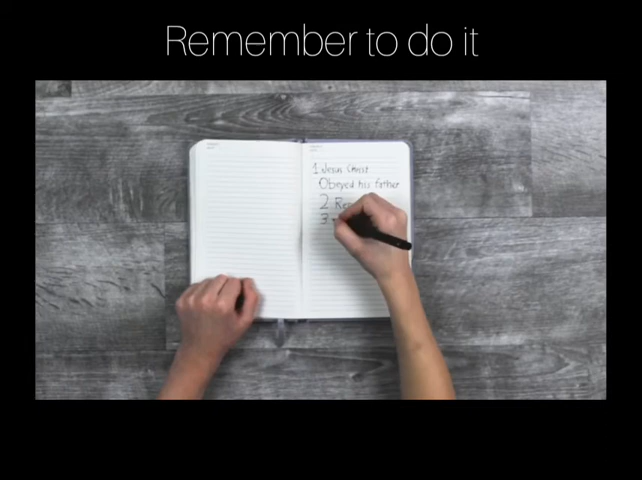 Remember to do it
1 Jesus Christ
Obeyed his father
2
3